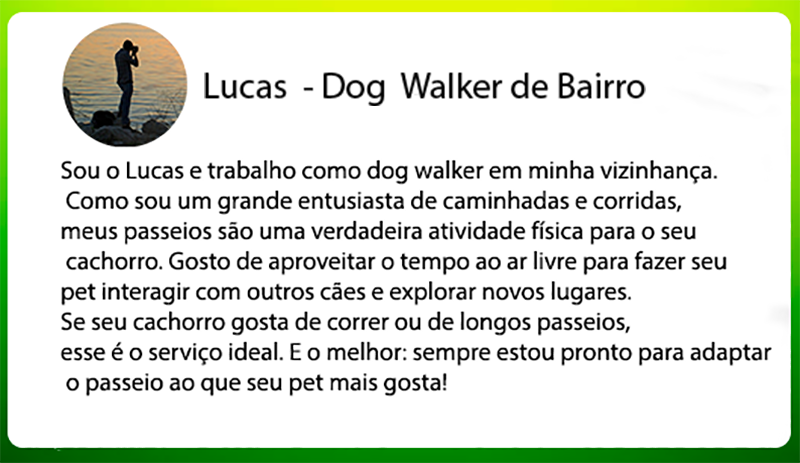 Lucas - Dog Walker de Bairro
Sou o Lucas e trabalho como dog walker em minha vizinhança.
Como sou um grande entusiasta de caminhadas e corridas,
meus passeios são uma verdadeira atividade física para o seu
cachorro. Gosto de aproveitar o tempo ao ar livre para fazer seu
pet interagir com outros cães e explorar novos lugares.
Se seu cachorro gosta de correr ou de longos passeios,
esse é o serviço ideal. E o melhor: sempre estou pronto para adaptar
o passeio ao que seu pet mais gosta!